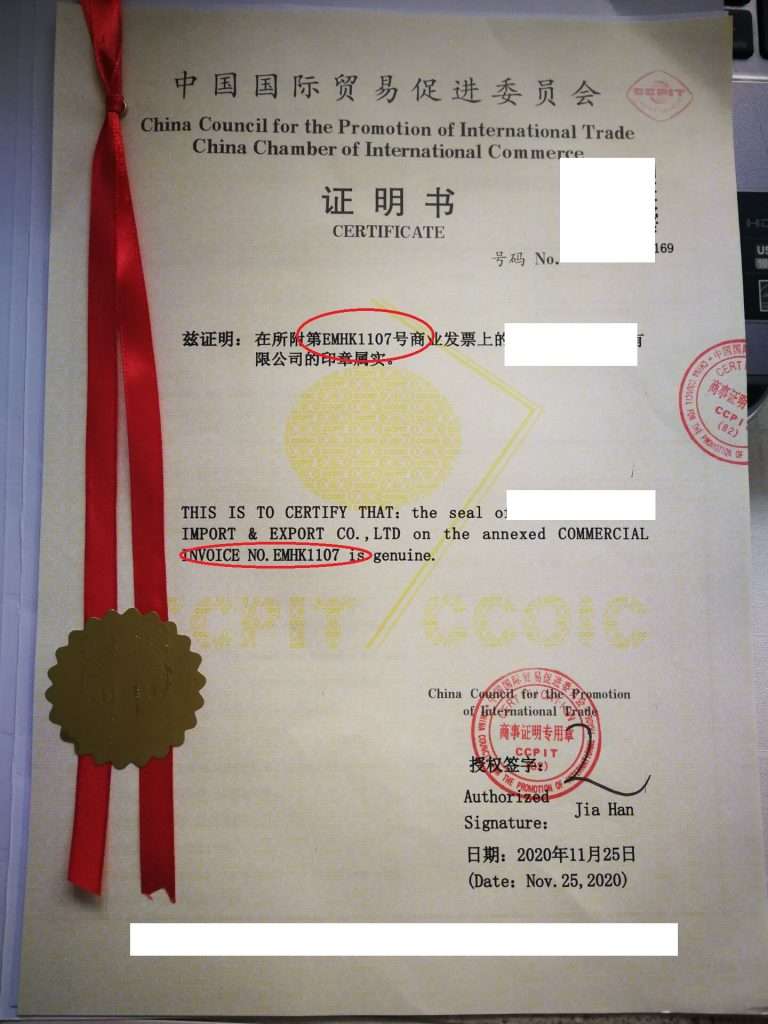 中国国际贸易促进委员会
CCPIT
China Council for the Promotion of International Trade
China Chamber of International Commerce
证明书
CERTIFICATE
号码 No.
169
兹证明：在所附第EMHK1107号商业发票上的
限公司的印章属实。
CCPIT
(02)
THIS IS TO CERTIFY THAT: the seal of
IMPORT & EXPORT CO.,LTD on the annexed COMMERCIAL
INVOICE NO.EMHK1107 is genuine.
CCPIT CCOIC
China Council for the Promotion
of International Trade
商事证明专用章
CCPIT
授权签字：
Authorized
Signature: Jia Han
日期：2020年11月25日
(Date: Nov.25,2020)